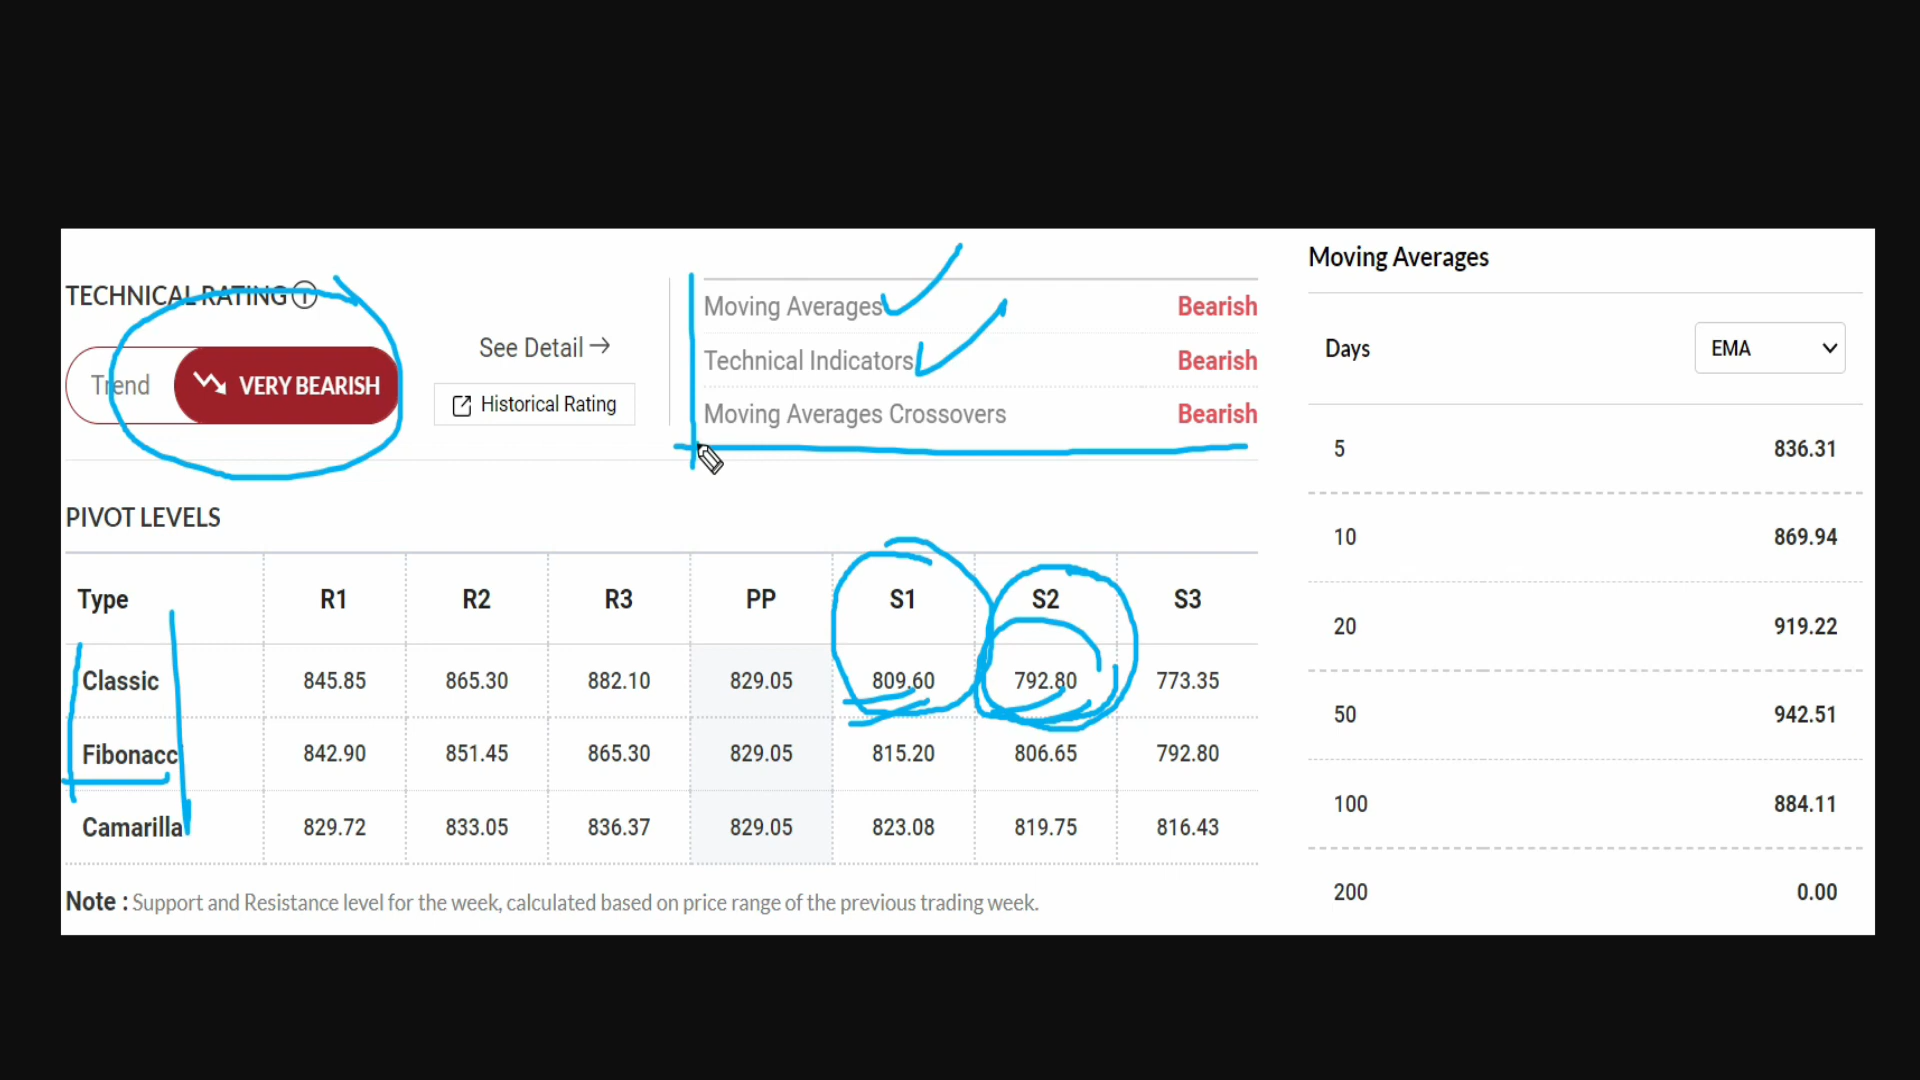 TECHNICAL RATING
Trend VERY BEARISH
See Detail →
Historical Rating
Moving Averages Bearish
Technical Indicators Bearish
Moving Averages Crossovers Bearish
PIVOT LEVELS
Type R1 R2 R3 PP S1 S2 S3
Classic 845.85 865.30 882.10 829.05 809.60 792.80 773.35
Fibonacc 842.90 851.45 865.30 829.05 815.20 806.65 792.80
Camarilla 829.72 833.05 836.37 829.05 823.08 819.75 816.43
Note : Support and Resistance level for the week, calculated based on price range of the previous trading week.
Moving Averages
Days EMA
5 836.31
10 869.94
20 919.22
50 942.51
100 884.11
200 0.00